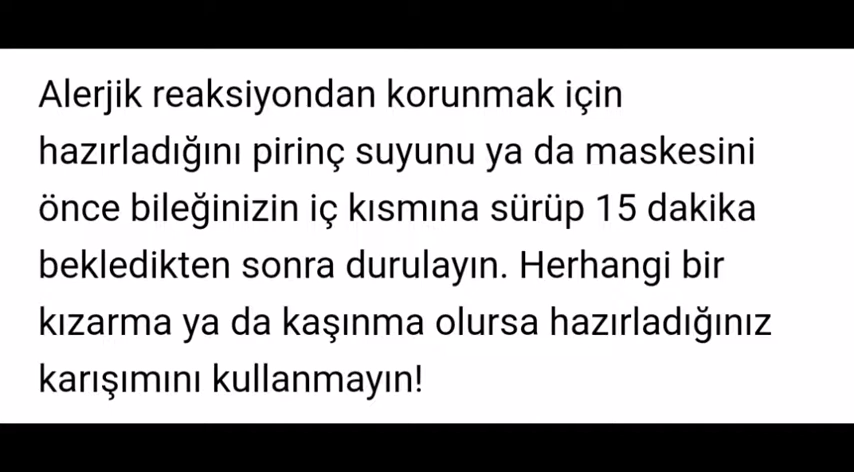 Alerjik reaksiyondan korunmak için
hazırladığını pirinç suyunu ya da maskesini
önce bileğinizin iç kısmına sürüp 15 dakika
bekledikten sonra durulayın. Herhangi bir
kızarma ya da kaşınma olursa hazırladığınız
karışımını kullanmayın!